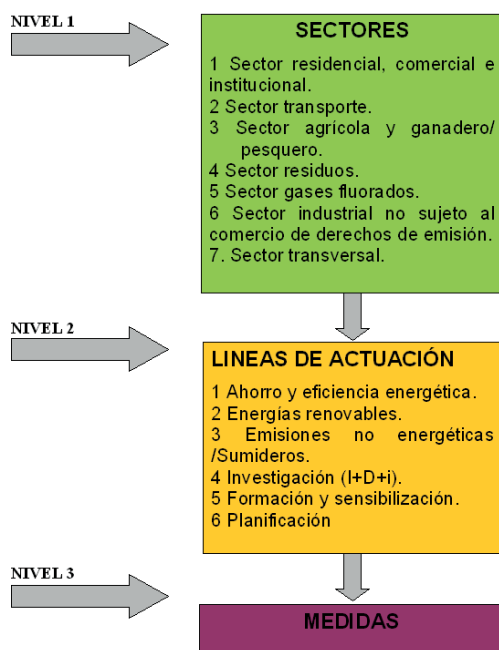 NIVEL 1
SECTORES
1 Sector residencial, comercial e
institucional.
2 Sector transporte.
3 Sector agrícola y ganadero/
pesquero.
4 Sector residuos.
5 Sector gases fluorados.
6 Sector industrial no sujeto al
comercio de derechos de emisión.
7. Sector transversal.
NIVEL 2
LINEAS DE ACTUACIÓN
1 Ahorro y eficiencia energética.
2 Energías renovables.
3 Emisiones no energéticas
/Sumideros.
4 Investigación (I+D+i).
5 Formación y sensibilización.
6 Planificación
NIVEL 3
MEDIDAS